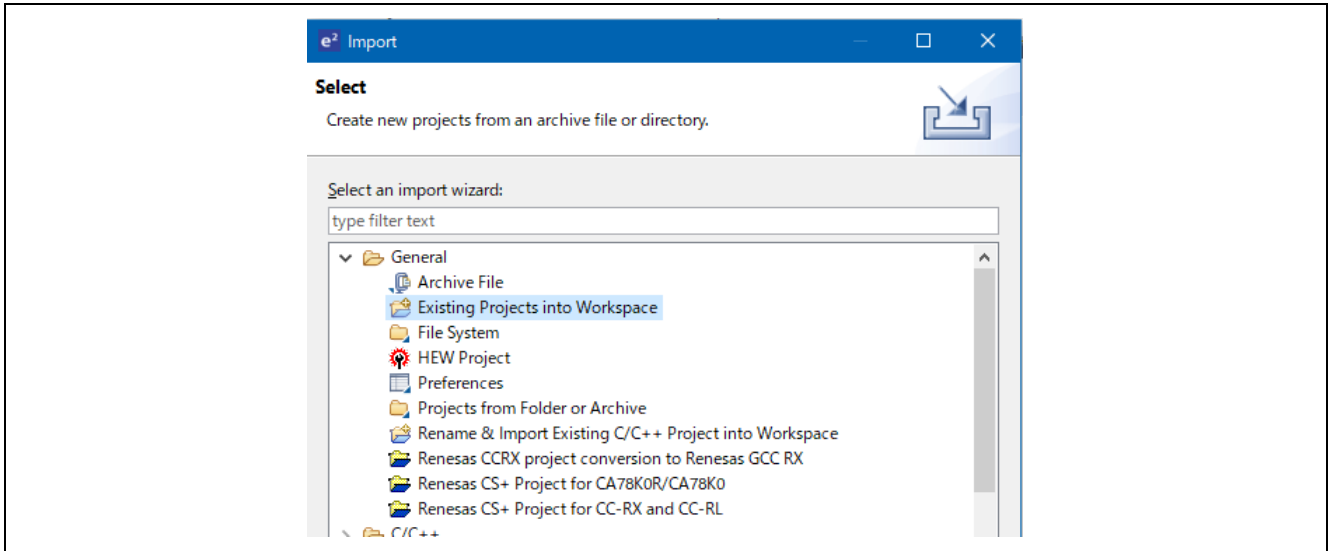 e² Import
Select
Create new projects from an archive file or directory.
Select an import wizard:
type filter text
General
Archive File
Existing Projects into Workspace
File System
HEW Project
Preferences
Projects from Folder or Archive
Rename & Import Existing C/C++ Project into Workspace
Renesas CCRX project conversion to Renesas GCC RX
Renesas CS+ Project for CA78K0R/CA78K0
Renesas CS+ Project for CC-RX and CC-RL
C/C++